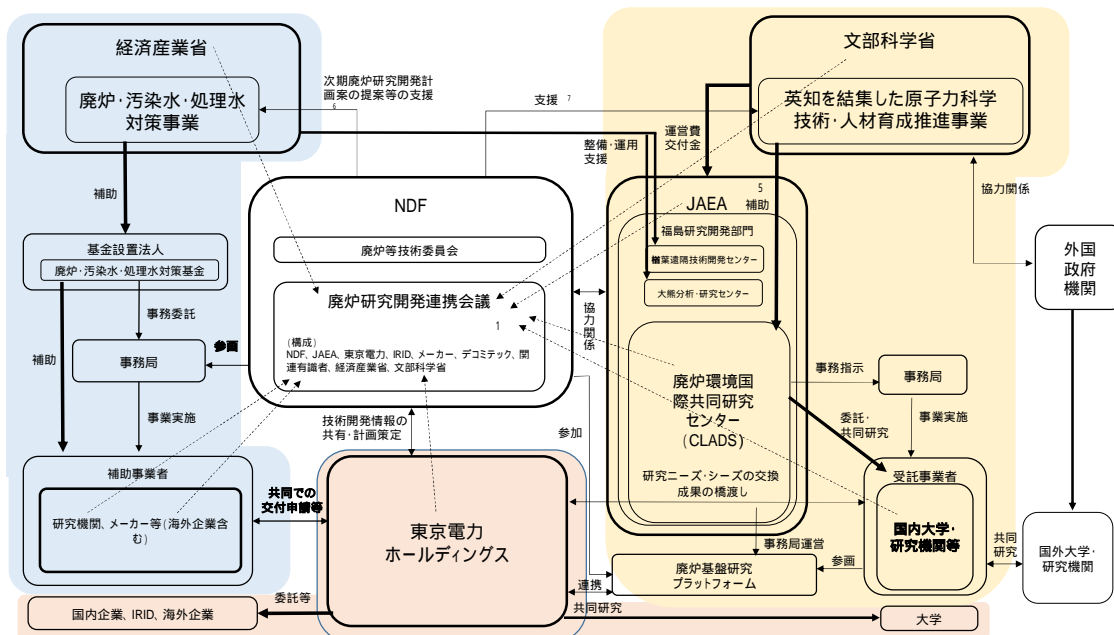 経済産業省
廃炉・汚染水・処理水
対策事業
次期廃炉研究開発計
画案の提案等の支援
6
支援 7
文部科学省
英知を結集した原子力科学
技術・人材育成推進事業
整備・運用
支援
運営費
交付金
補助
NDF
廃炉等技術委員会
廃炉研究開発連携会議
1
(構成)
NDF、JAEA、東京電力、IRID、メーカー、デコミテック、関
連有識者、経済産業省、文部科学省
協力関係
5
JAEA 補助
福島研究開発部門
楢葉遠隔技術開発センター
大熊分析・研究センター
協力関係
外国
政府
機関
基金設置法人
廃炉・汚染水・処理水対策基金
事務委託
補助
事務局
参画
事業実施
廃炉環境国
際共同研究
センター
(CLADS)
研究ニーズ・シーズの交換
成果の橋渡し
事務指示
事務局
委託・
共同研究
事業実施
技術開発情報の
共有・計画策定
参加
補助事業者
研究機関、メーカー等(海外企業含
む)
共同での
交付申請等
東京電力
ホールディングス
受託事業者
国内大学・
研究機関等
共同
研究
国外大学・
研究機関
事務局運営
廃炉基盤研究
プラットフォーム
参画
連携
委託等
国内企業、IRID、海外企業
共同研究
大学